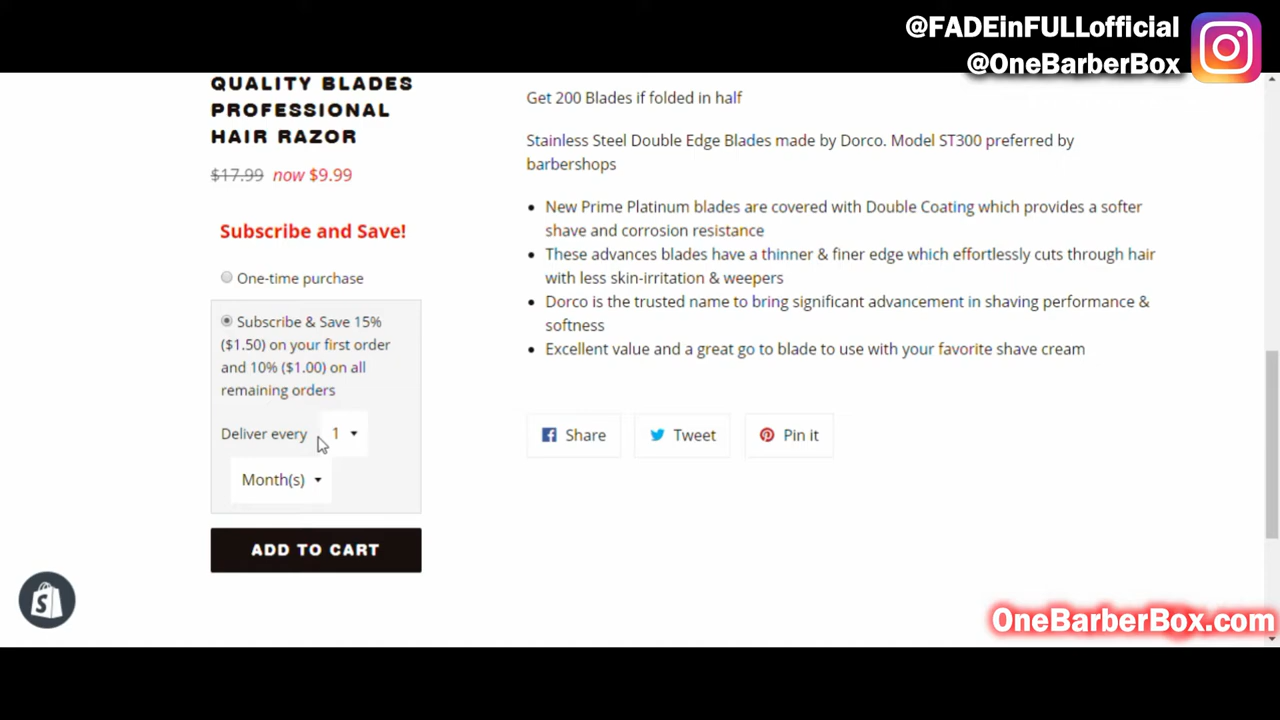 @FADEinFULLofficial
@OneBarberBox
QUALITY BLADES
PROFESSIONAL
HAIR RAZOR
$17.99 now $9.99
Subscribe and Save!
One-time purchase
Subscribe & Save 15%
($1.50) on your first order
and 10% ($1.00) on all
remaining orders
Deliver every 1
Month(s)
ADD TO CART
Get 200 Blades if folded in half
Stainless Steel Double Edge Blades made by Dorco. Model ST300 preferred by
barbershops
New Prime Platinum blades are covered with Double Coating which provides a softer
shave and corrosion resistance
These advances blades have a thinner & finer edge which effortlessly cuts through hair
with less skin-irritation & weepers
Dorco is the trusted name to bring significant advancement in shaving performance &
softness
Excellent value and a great go to blade to use with your favorite shave cream
Share Tweet Pin it
OneBarberBox.com